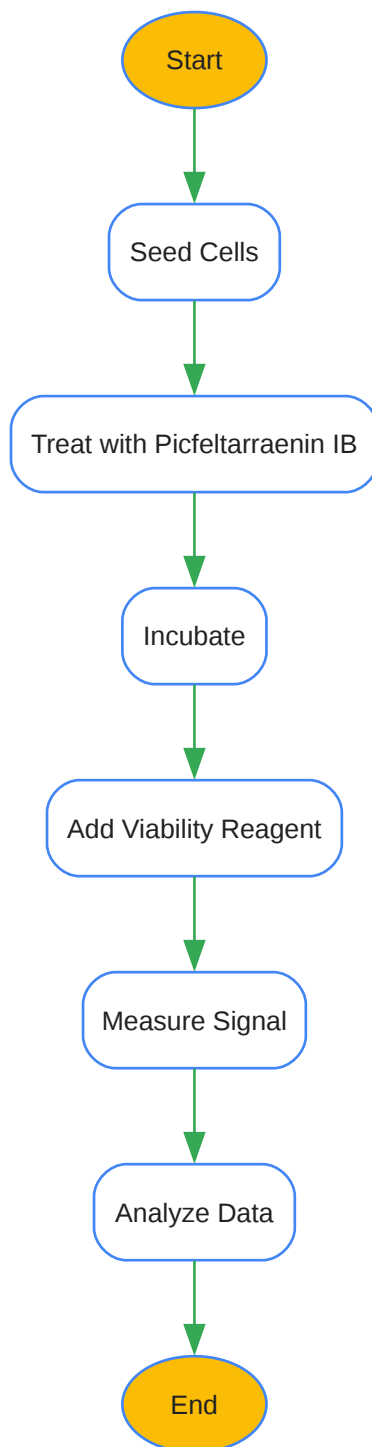 Start
Seed Cells
Treat with Picfeltarraenin IB
Incubate
Add Viability Reagent
Measure Signal
Analyze Data
End